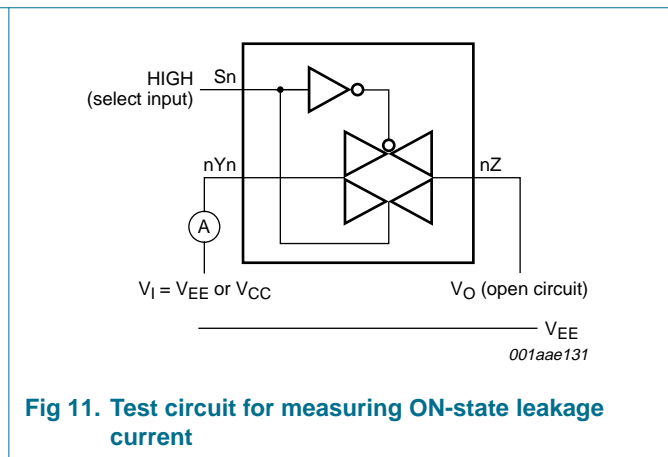 HIGH
(select input)
Sn
nYn
nZ
A
VI = VEE or VCC
VO (open circuit)
VEE
001aae131
Fig 11. Test circuit for measuring ON-state leakage
current